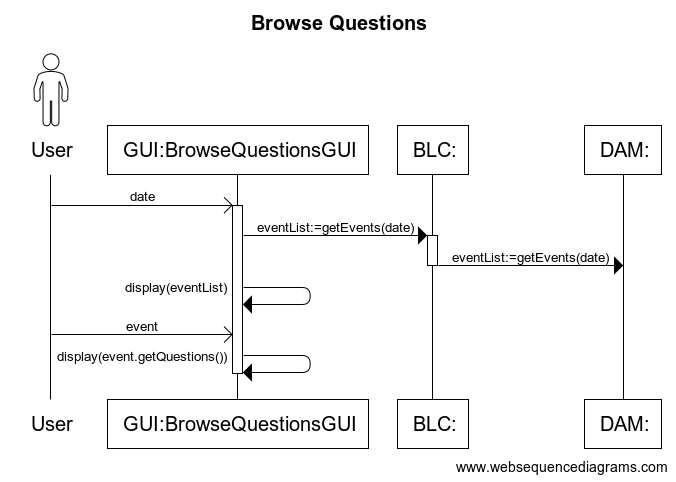 Browse Questions
User
GUI:BrowseQuestionsGUI
BLC:
DAM:
date
eventList:=getEvents(date)
eventList:=getEvents(date)
display(eventList)
event
display(event.getQuestions())
User
GUI:BrowseQuestionsGUI
BLC:
DAM:
www.websequencediagrams.com